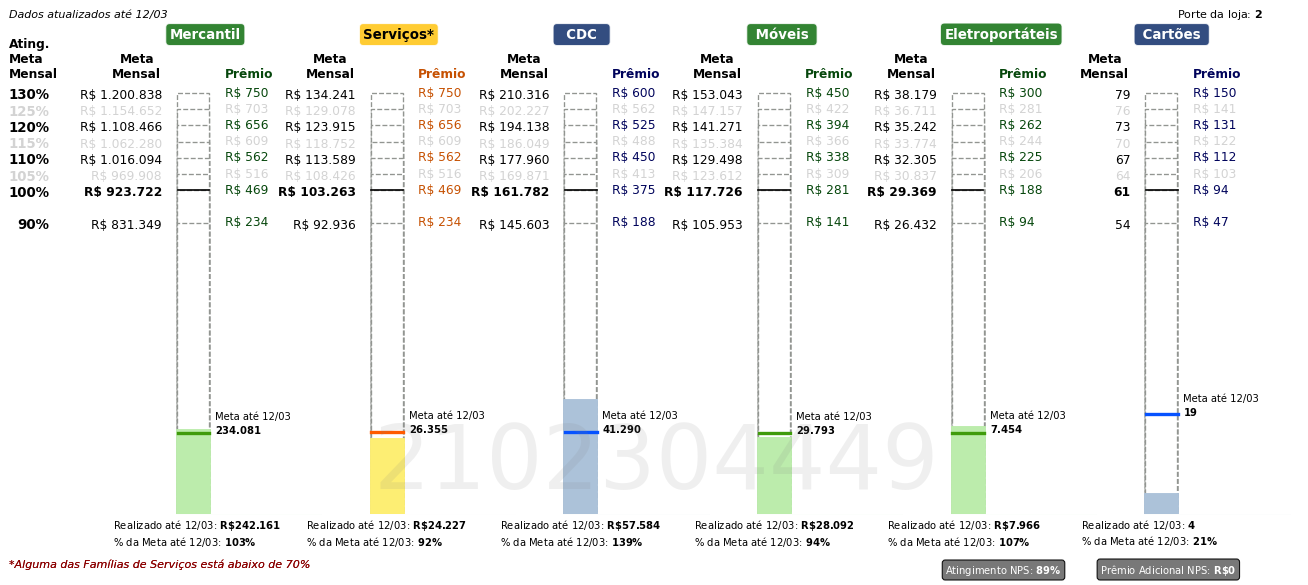 Dados atualizados até 12/03 Porte da loja: 2
Mercantil Serviços* CDC Móveis Eletroportáteis Cartões
Ating. Meta Mensal Meta Mensal Prêmio Meta Mensal Prêmio Meta Mensal Prêmio Meta Mensal Prêmio Meta Mensal Prêmio Meta Mensal Prêmio
130% R$ 1.200.838 R$ 750 R$ 134.241 R$ 750 R$ 210.316 R$ 600 R$ 153.043 R$ 450 R$ 38.179 R$ 300 79 R$ 150
125% R$ 1.154.652 R$ 703 R$ 129.078 R$ 703 R$ 202.227 R$ 562 R$ 147.157 R$ 422 R$ 36.711 R$ 281 76 R$ 141
120% R$ 1.108.466 R$ 656 R$ 123.915 R$ 656 R$ 194.138 R$ 525 R$ 141.271 R$ 394 R$ 35.242 R$ 262 73 R$ 131
115% R$ 1.062.280 R$ 609 R$ 118.752 R$ 609 R$ 186.049 R$ 488 R$ 135.384 R$ 366 R$ 33.774 R$ 244 70 R$ 122
110% R$ 1.016.094 R$ 562 R$ 113.589 R$ 562 R$ 177.960 R$ 450 R$ 129.498 R$ 338 R$ 32.305 R$ 225 67 R$ 112
105% R$ 969.908 R$ 516 R$ 108.426 R$ 516 R$ 169.871 R$ 413 R$ 123.612 R$ 309 R$ 30.837 R$ 206 64 R$ 103
100% R$ 923.722 R$ 469 R$ 103.263 R$ 469 R$ 161.782 R$ 375 R$ 117.726 R$ 281 R$ 29.369 R$ 188 61 R$ 94
90% R$ 831.349 R$ 234 R$ 92.936 R$ 234 R$ 145.603 R$ 188 R$ 105.953 R$ 141 R$ 26.432 R$ 94 54 R$ 47
Meta até 12/03 234.081
Meta até 12/03 26.355
Meta até 12/03 41.290
Meta até 12/03 29.793
Meta até 12/03 7.454
Meta até 12/03 19
2102304449
Realizado até 12/03: R$242.161 Realizado até 12/03: R$24.227 Realizado até 12/03: R$57.584 Realizado até 12/03: R$28.092 Realizado até 12/03: R$7.966 Realizado até 12/03: 4
% da Meta até 12/03: 103% % da Meta até 12/03: 92% % da Meta até 12/03: 139% % da Meta até 12/03: 94% % da Meta até 12/03: 107% % da Meta até 12/03: 21%
*Alguma das Famílias de Serviços está abaixo de 70% Atingimento NPS: 89% Prêmio Adicional NPS: R$0